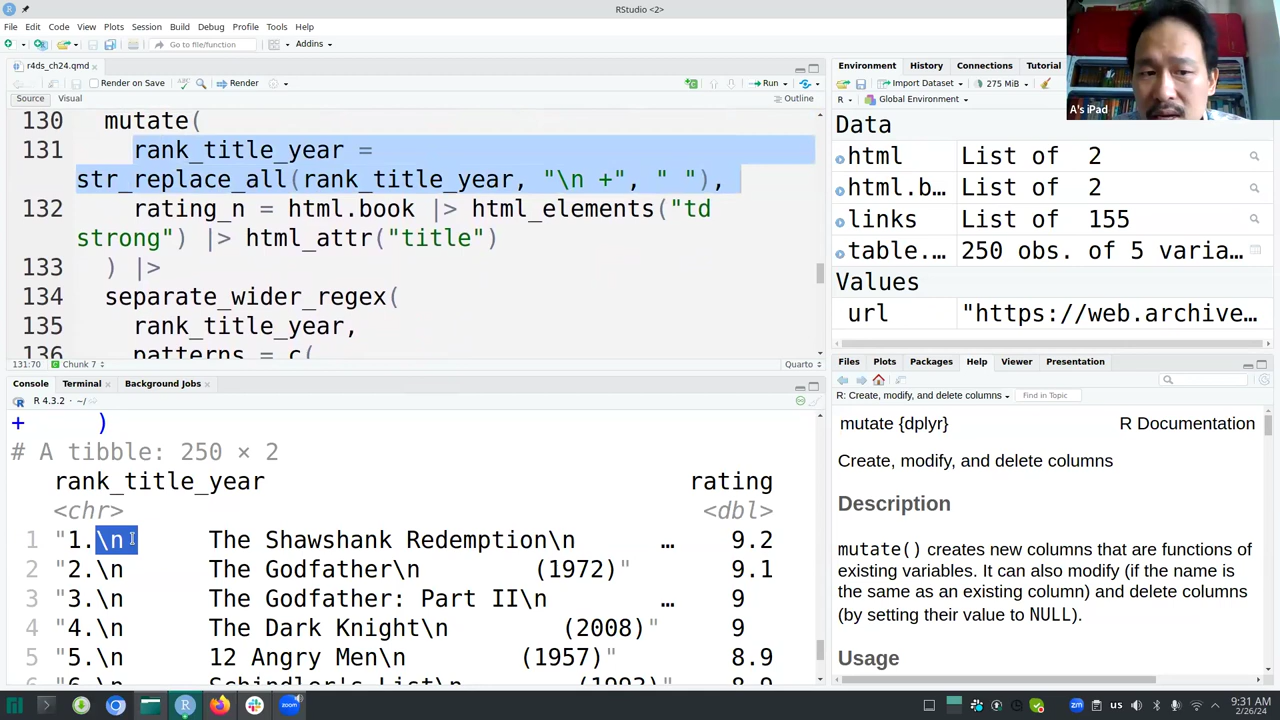 RStudio <2>
File Edit Code View Plots Session Build Debug Profile Tools Help
Go to file/function Addins
r4ds_ch24.qmd
Render on Save Render Run
Source Visual Outline
130 mutate(
131 rank_title_year =
str_replace_all(rank_title_year, "\n +", " "),
132 rating_n = html.book |> html_elements("td
strong") |> html_attr("title")
133 ) |>
134 separate_wider_regex(
135 rank_title_year,
136 patterns = c(
131:70 Chunk 7 Quarto
Console Terminal Background Jobs
R 4.3.2 · ~/
+ )
# A tibble: 250 × 2
rank_title_year rating
<chr> <dbl>
1 "1.\n The Shawshank Redemption\n … 9.2
2 "2.\n The Godfather\n (1972)" 9.1
3 "3.\n The Godfather: Part II\n … 9
4 "4.\n The Dark Knight\n (2008)" 9
5 "5.\n 12 Angry Men\n (1957)" 8.9
6 "6.\n Schindler's List\n (1993)" 8.9
Environment History Connections Tutorial
Import Dataset 275 MiB
R Global Environment
Data
html List of 2
html.b… List of 2
links List of 155
table.… 250 obs. of 5 varia…
Values
url "https://web.archive…
Files Plots Packages Help Viewer Presentation
R: Create, modify, and delete columns Find in Topic
mutate {dplyr} R Documentation
Create, modify, and delete columns
Description
mutate() creates new columns that are functions of
existing variables. It can also modify (if the name is
the same as an existing column) and delete columns
(by setting their value to NULL).
Usage
A's iPad
zoom
us
9:31 AM
2/26/24